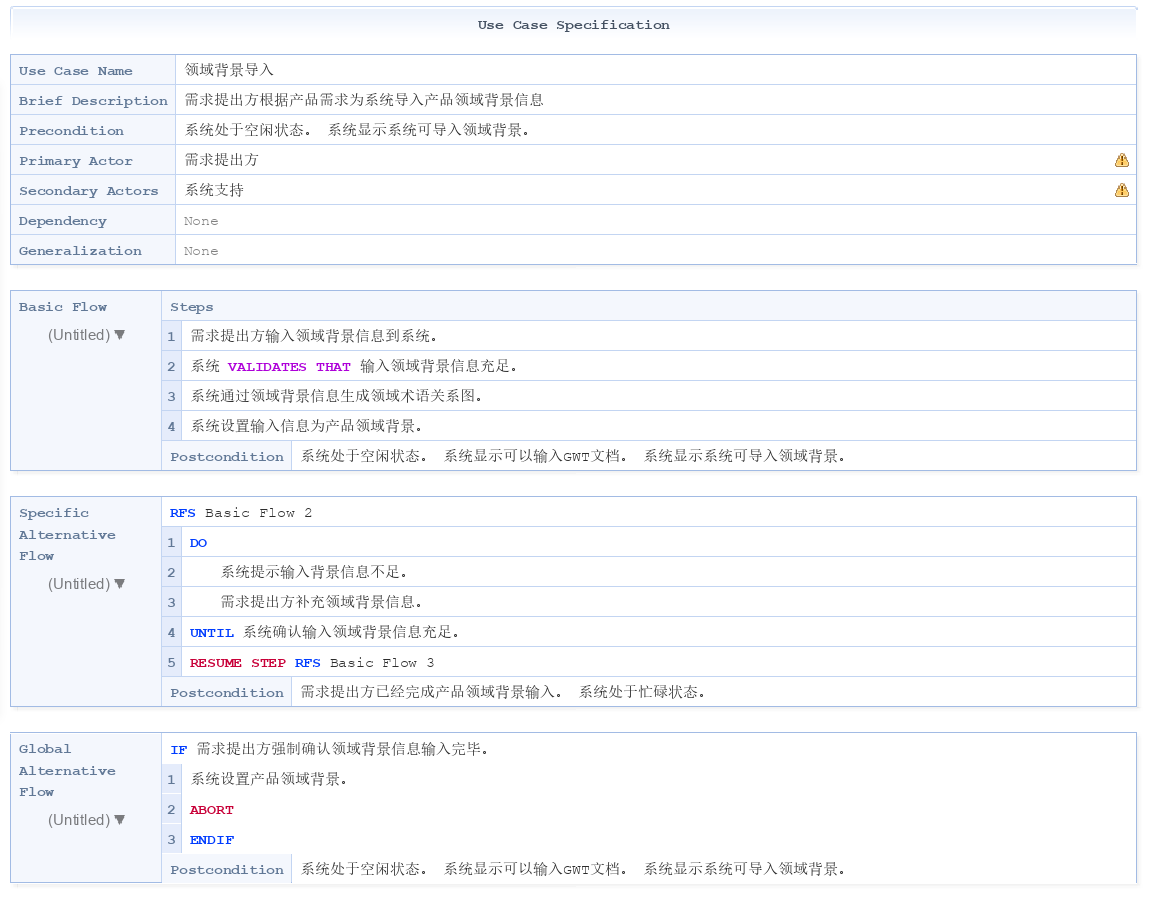 Use Case Specification
Use Case Name 领域背景导入
Brief Description 需求提出方根据产品需求为系统导入产品领域背景信息
Precondition 系统处于空闲状态。 系统显示系统可导入领域背景。
Primary Actor 需求提出方
Secondary Actors 系统支持
Dependency None
Generalization None
Basic Flow Steps
(Untitled) ▼
1 需求提出方输入领域背景信息到系统。
2 系统 VALIDATES THAT 输入领域背景信息充足。
3 系统通过领域背景信息生成领域术语关系图。
4 系统设置输入信息为产品领域背景。
Postcondition 系统处于空闲状态。 系统显示可以输入GWT文档。 系统显示系统可导入领域背景。
Specific
Alternative
Flow
(Untitled) ▼
RFS Basic Flow 2
1 DO
2 系统提示输入背景信息不足。
3 需求提出方补充领域背景信息。
4 UNTIL 系统确认输入领域背景信息充足。
5 RESUME STEP RFS Basic Flow 3
Postcondition 需求提出方已经完成产品领域背景输入。 系统处于忙碌状态。
Global
Alternative
Flow
(Untitled) ▼
IF 需求提出方强制确认领域背景信息输入完毕。
1 系统设置产品领域背景。
2 ABORT
3 ENDIF
Postcondition 系统处于空闲状态。 系统显示可以输入GWT文档。 系统显示系统可导入领域背景。